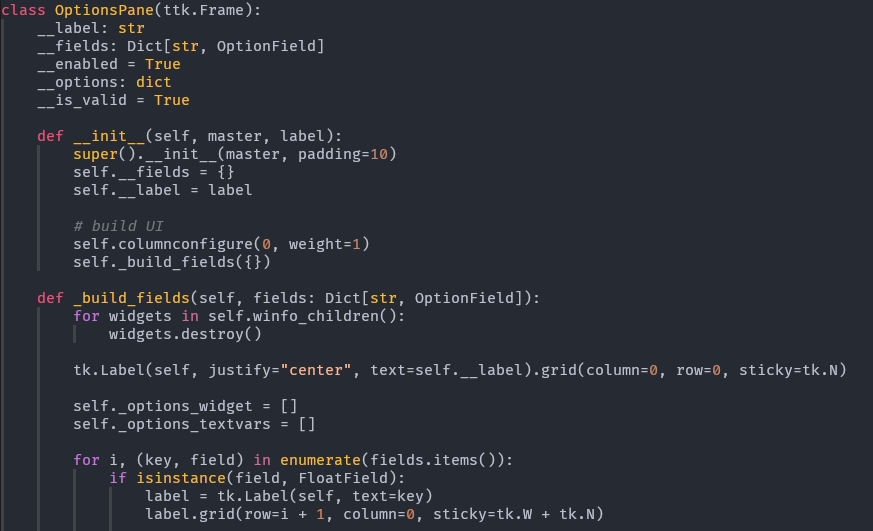 class OptionsPane(ttk.Frame):
    __label: str
    __fields: Dict[str, OptionField]
    __enabled = True
    __options: dict
    __is_valid = True

    def __init__(self, master, label):
        super().__init__(master, padding=10)
        self.__fields = {}
        self.__label = label

        # build UI
        self.columnconfigure(0, weight=1)
        self._build_fields({})

    def _build_fields(self, fields: Dict[str, OptionField]):
        for widgets in self.winfo_children():
            widgets.destroy()

        tk.Label(self, justify="center", text=self.__label).grid(column=0, row=0, sticky=tk.N)

        self._options_widget = []
        self._options_textvars = []

        for i, (key, field) in enumerate(fields.items()):
            if isinstance(field, FloatField):
                label = tk.Label(self, text=key)
                label.grid(row=i + 1, column=0, sticky=tk.W + tk.N)